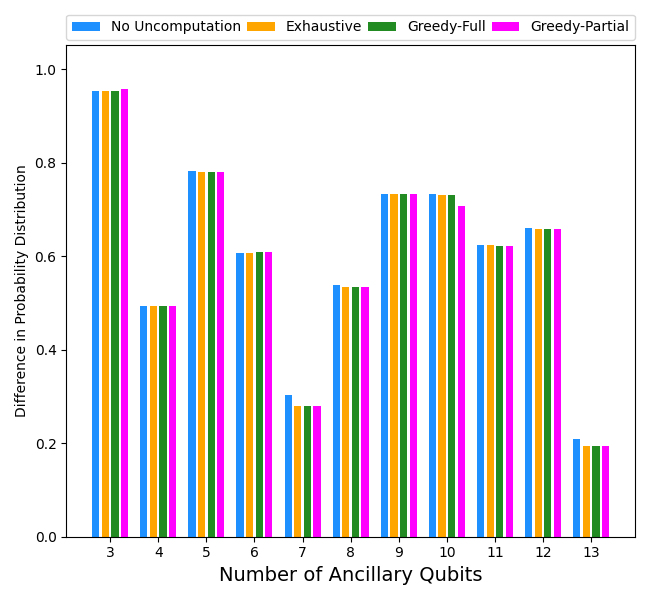 No Uncomputation Exhaustive Greedy-Full Greedy-Partial
1.0
0.8
0.6
0.4
0.2
0.0
Difference in Probability Distribution
3 4 5 6 7 8 9 10 11 12 13
Number of Ancillary Qubits